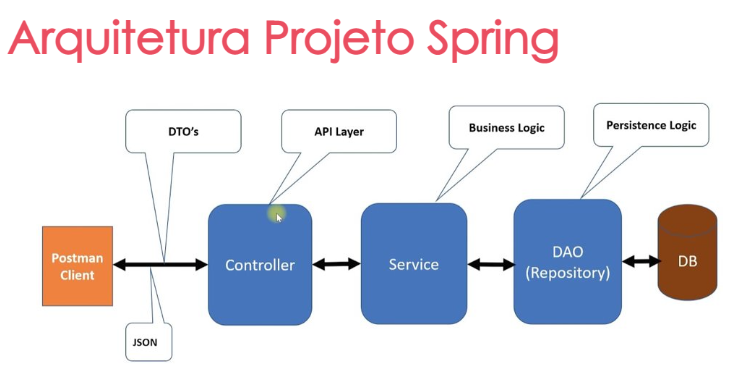 Arquitetura Projeto Spring
DTO's
API Layer
Business Logic
Persistence Logic
Postman
Client
Controller
Service
DAO
(Repository)
DB
JSON